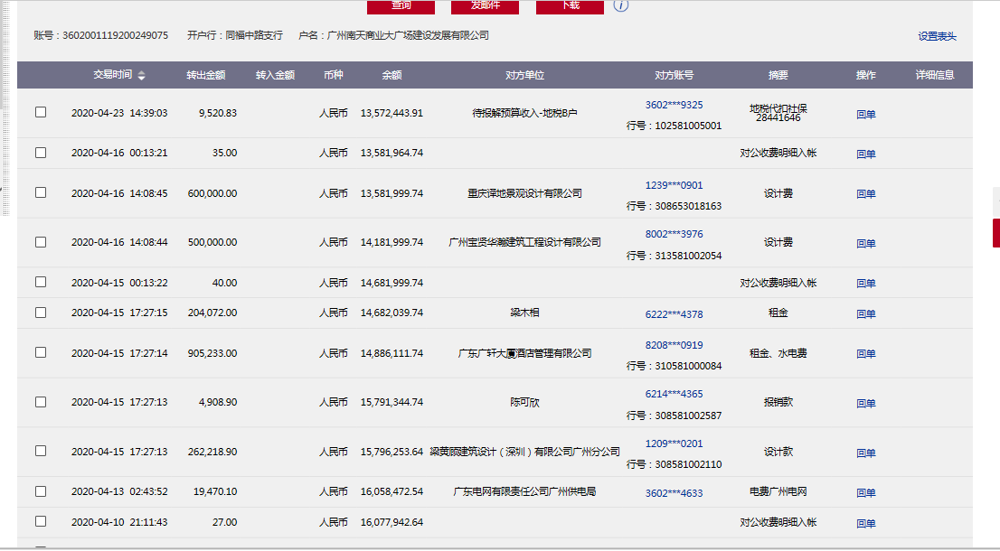 查询 发邮件 下载
账号：3602001119200249075 开户行：同福中路支行 户名：广州南天商业大广场建设发展有限公司 设置表头
交易时间 转出金额 转入金额 币种 余额 对方单位 对方账号 摘要 操作 详细信息
2020-04-23 14:39:03 9,520.83 人民币 13,572,443.91 待报解预算收入-地税B户 3602***9325 地税代扣社保 回单
行号：102581005001 28441646
2020-04-16 00:13:21 35.00 人民币 13,581,964.74 对公收费明细入帐 回单
2020-04-16 14:08:45 600,000.00 人民币 13,581,999.74 重庆译地景观设计有限公司 1239***0901 设计费 回单
行号：308653018163
2020-04-16 14:08:44 500,000.00 人民币 14,181,999.74 广州宝贤华瀚建筑工程设计有限公司 8002***3976 设计费 回单
行号：313581002054
2020-04-15 00:13:22 40.00 人民币 14,681,999.74 对公收费明细入帐 回单
2020-04-15 17:27:15 204,072.00 人民币 14,682,039.74 梁木相 6222***4378 租金 回单
2020-04-15 17:27:14 905,233.00 人民币 14,886,111.74 广东广轩大厦酒店管理有限公司 8208***0919 租金、水电费 回单
行号：310581000084
2020-04-15 17:27:13 4,908.90 人民币 15,791,344.74 陈可欣 6214***4365 报销款 回单
行号：308581002587
2020-04-15 17:27:13 262,218.90 人民币 15,796,253.64 梁黄顾建筑设计（深圳）有限公司广州分公司 1209***0201 设计款 回单
行号：308581002110
2020-04-13 02:43:52 19,470.10 人民币 16,058,472.54 广东电网有限责任公司广州供电局 3602***4633 电费广州电网 回单
2020-04-10 21:11:43 27.00 人民币 16,077,942.64 对公收费明细入帐 回单